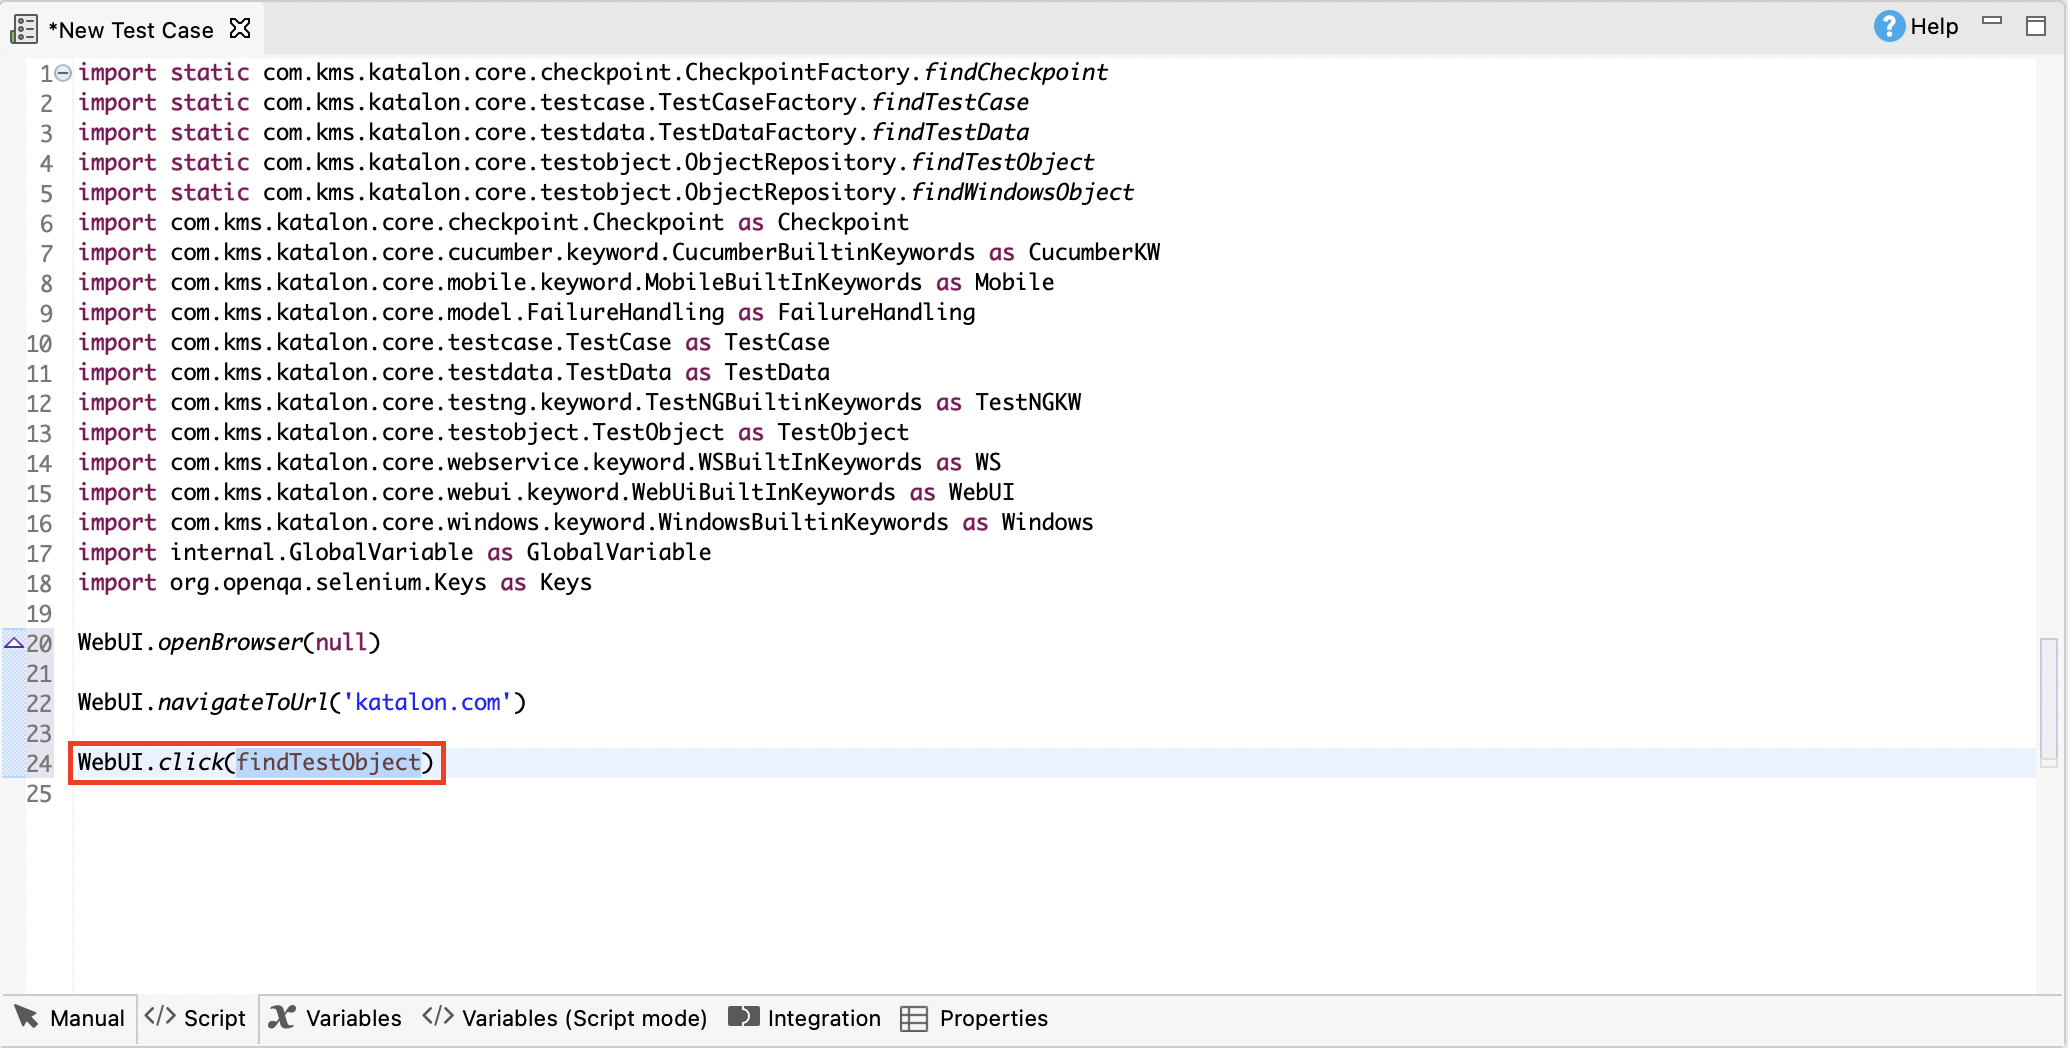 *New Test Case
Help
1 import static com.kms.katalon.core.checkpoint.CheckpointFactory.findCheckpoint
2 import static com.kms.katalon.core.testcase.TestCaseFactory.findTestCase
3 import static com.kms.katalon.core.testdata.TestDataFactory.findTestData
4 import static com.kms.katalon.core.testobject.ObjectRepository.findTestObject
5 import static com.kms.katalon.core.testobject.ObjectRepository.findWindowsObject
6 import com.kms.katalon.core.checkpoint.Checkpoint as Checkpoint
7 import com.kms.katalon.core.cucumber.keyword.CucumberBuiltinKeywords as CucumberKW
8 import com.kms.katalon.core.mobile.keyword.MobileBuiltInKeywords as Mobile
9 import com.kms.katalon.core.model.FailureHandling as FailureHandling
10 import com.kms.katalon.core.testcase.TestCase as TestCase
11 import com.kms.katalon.core.testdata.TestData as TestData
12 import com.kms.katalon.core.testng.keyword.TestNGBuiltinKeywords as TestNGKW
13 import com.kms.katalon.core.testobject.TestObject as TestObject
14 import com.kms.katalon.core.webservice.keyword.WSBuiltInKeywords as WS
15 import com.kms.katalon.core.webui.keyword.WebUiBuiltInKeywords as WebUI
16 import com.kms.katalon.core.windows.keyword.WindowsBuiltinKeywords as Windows
17 import internal.GlobalVariable as GlobalVariable
18 import org.openqa.selenium.Keys as Keys
19
20 WebUI.openBrowser(null)
21
22 WebUI.navigateToUrl('katalon.com')
23
24 WebUI.click(findTestObject)
25
Manual </> Script Variables </> Variables (Script mode) Integration Properties